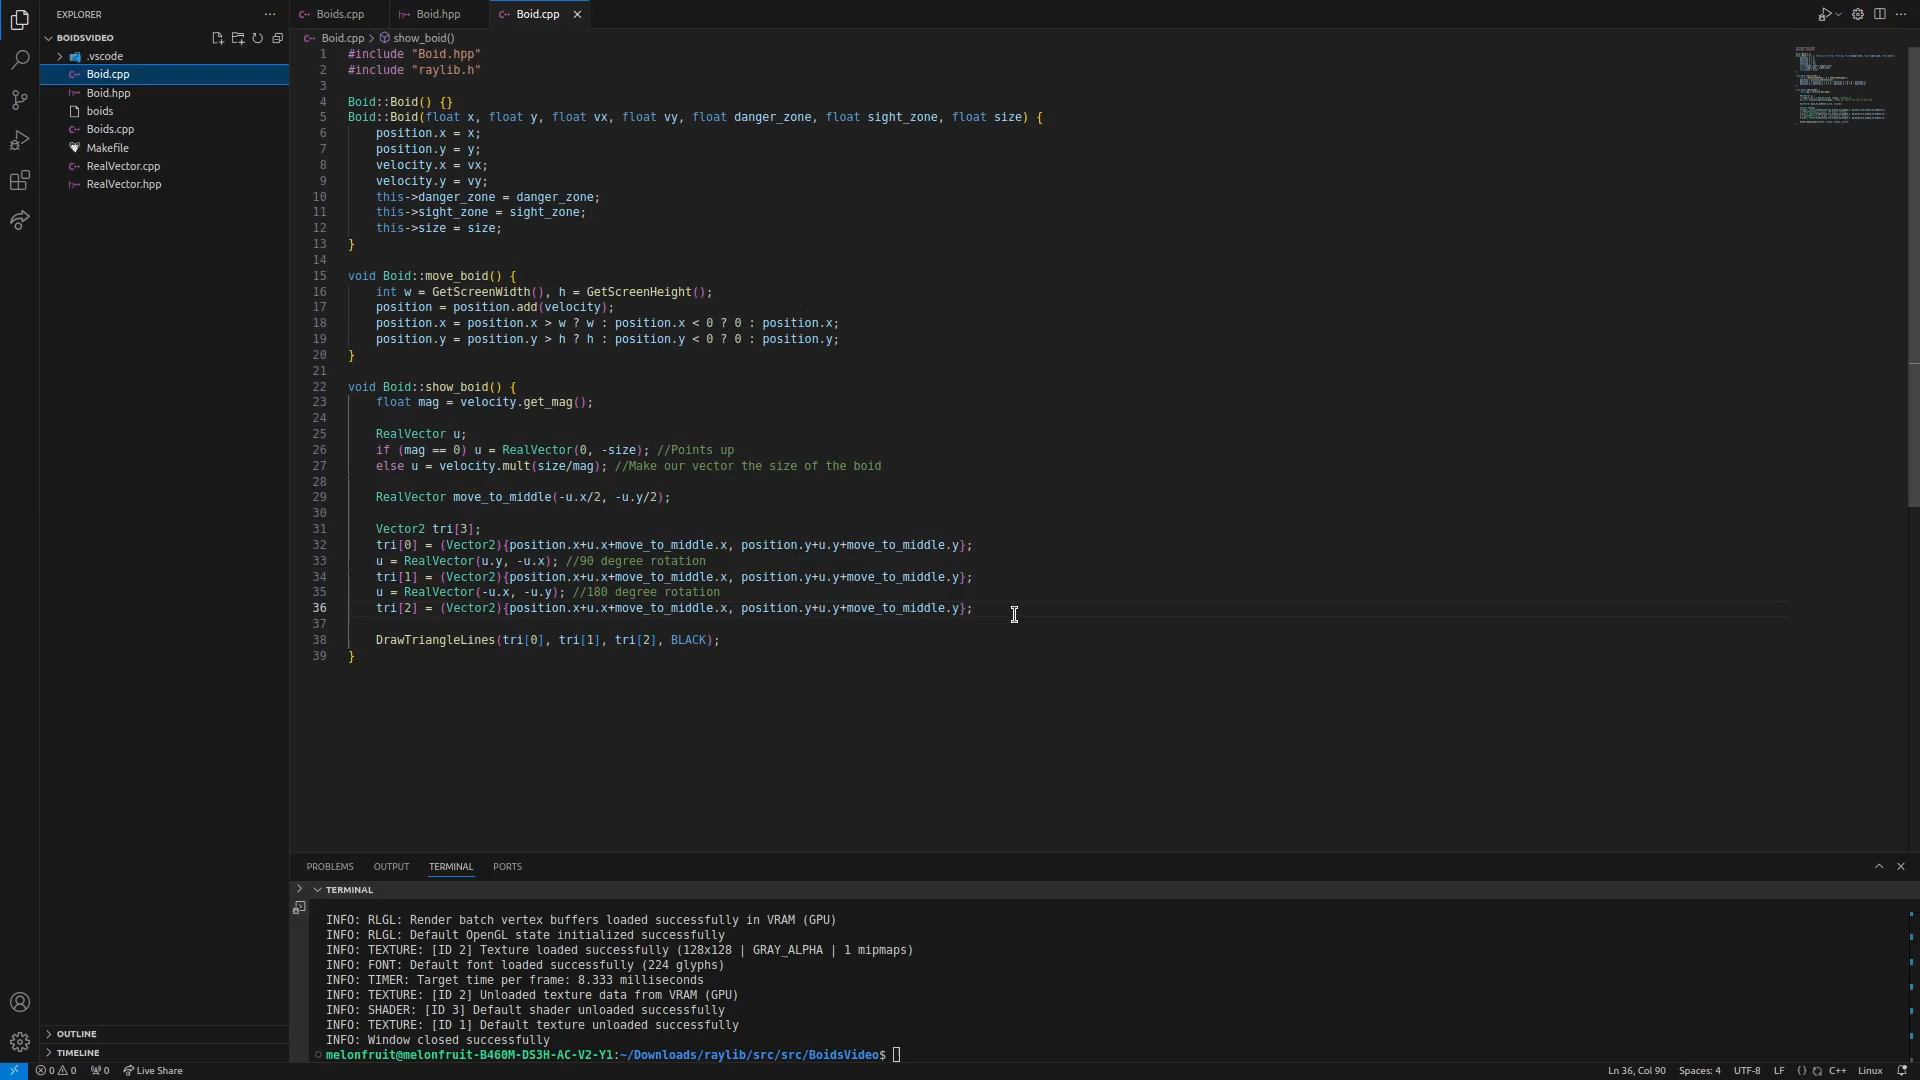 EXPLORER
BOIDSVIDEO
.vscode
Boid.cpp
Boid.hpp
boids
Boids.cpp
Makefile
RealVector.cpp
RealVector.hpp
OUTLINE
TIMELINE
Boids.cpp
Boid.hpp
Boid.cpp
Boid.cpp > show_boid()
1 #include "Boid.hpp"
2 #include "raylib.h"
3
4 Boid::Boid() {}
5 Boid::Boid(float x, float y, float vx, float vy, float danger_zone, float sight_zone, float size) {
6     position.x = x;
7     position.y = y;
8     velocity.x = vx;
9     velocity.y = vy;
10     this->danger_zone = danger_zone;
11     this->sight_zone = sight_zone;
12     this->size = size;
13 }
14
15 void Boid::move_boid() {
16     int w = GetScreenWidth(), h = GetScreenHeight();
17     position = position.add(velocity);
18     position.x = position.x > w ? w : position.x < 0 ? 0 : position.x;
19     position.y = position.y > h ? h : position.y < 0 ? 0 : position.y;
20 }
21
22 void Boid::show_boid() {
23     float mag = velocity.get_mag();
24
25     RealVector u;
26     if (mag == 0) u = RealVector(0, -size); //Points up
27     else u = velocity.mult(size/mag); //Make our vector the size of the boid
28
29     RealVector move_to_middle(-u.x/2, -u.y/2);
30
31     Vector2 tri[3];
32     tri[0] = (Vector2){position.x+u.x+move_to_middle.x, position.y+u.y+move_to_middle.y};
33     u = RealVector(u.y, -u.x); //90 degree rotation
34     tri[1] = (Vector2){position.x+u.x+move_to_middle.x, position.y+u.y+move_to_middle.y};
35     u = RealVector(-u.x, -u.y); //180 degree rotation
36     tri[2] = (Vector2){position.x+u.x+move_to_middle.x, position.y+u.y+move_to_middle.y};
37
38     DrawTriangleLines(tri[0], tri[1], tri[2], BLACK);
39 }
PROBLEMS OUTPUT TERMINAL PORTS
TERMINAL
INFO: RLGL: Render batch vertex buffers loaded successfully in VRAM (GPU)
INFO: RLGL: Default OpenGL state initialized successfully
INFO: TEXTURE: [ID 2] Texture loaded successfully (128x128 | GRAY_ALPHA | 1 mipmaps)
INFO: FONT: Default font loaded successfully (224 glyphs)
INFO: TIMER: Target time per frame: 8.333 milliseconds
INFO: TEXTURE: [ID 2] Unloaded texture data from VRAM (GPU)
INFO: SHADER: [ID 3] Default shader unloaded successfully
INFO: TEXTURE: [ID 1] Default texture unloaded successfully
INFO: Window closed successfully
melonfruit@melonfruit-B460M-DS3H-AC-V2-Y1:~/Downloads/raylib/src/src/BoidsVideo$
0 0 0 Live Share Ln 36, Col 90 Spaces: 4 UTF-8 LF {} C++ Linux